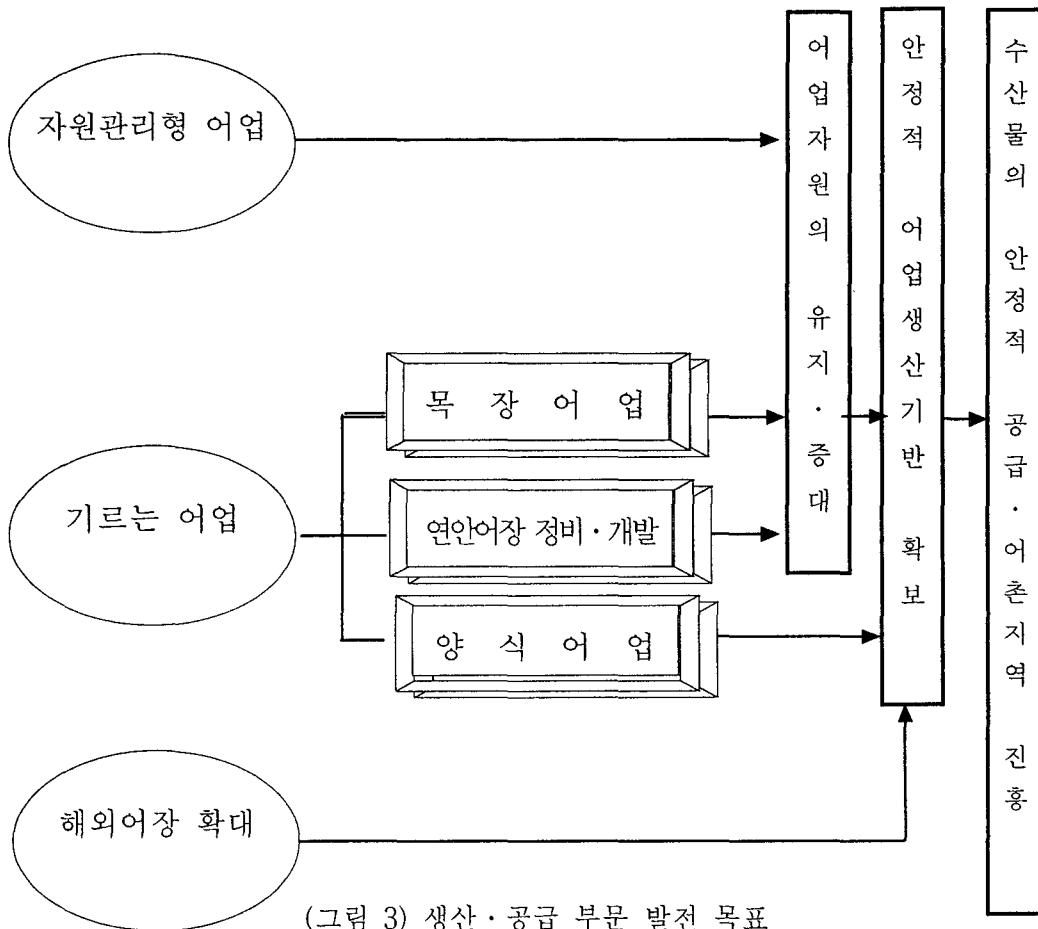 자원관리형 어업
기르는 어업
해외어장 확대
목 장 어 업
연안어장 정비·개발
양 식 어 업
어업자원의 유지·증대
안정적 어업생산기반 확보
수산물의 안정적 공급·어촌지역 진흥
(그림 3) 생산·공급 부문 발전 목표